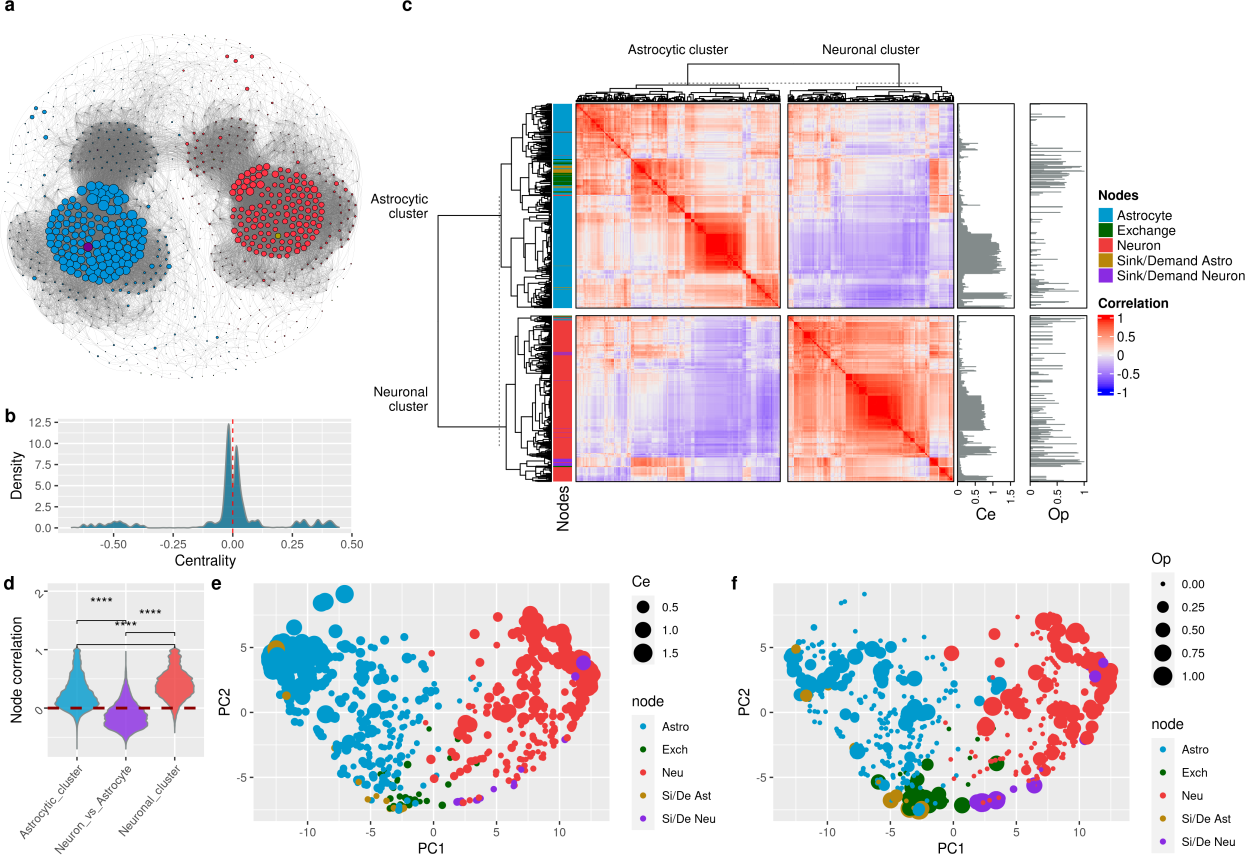 a
c
Astrocytic cluster
Neuronal cluster
Astrocytic
cluster
Neuronal
cluster
Nodes
0
0.5
1
1.5
Ce
0
0.5
1
Op
Nodes
Astrocyte
Exchange
Neuron
Sink/Demand Astro
Sink/Demand Neuron
Correlation
1
0.5
0
-0.5
-1
b
12.5
10.0
7.5
5.0
2.5
0.0
Density
-0.50
-0.25
0.00
0.25
0.50
Centrality
d
Node correlation
2
1
0
****
****
****
Astrocytic_cluster
Neuron_vs_Astrocyte
Neuronal_cluster
e
PC2
5
0
-5
-10
-5
0
5
10
PC1
Ce
0.5
1.0
1.5
node
Astro
Exch
Neu
Si/De Ast
Si/De Neu
f
PC2
5
0
-5
-10
-5
0
5
10
PC1
Op
0.00
0.25
0.50
0.75
1.00
node
Astro
Exch
Neu
Si/De Ast
Si/De Neu